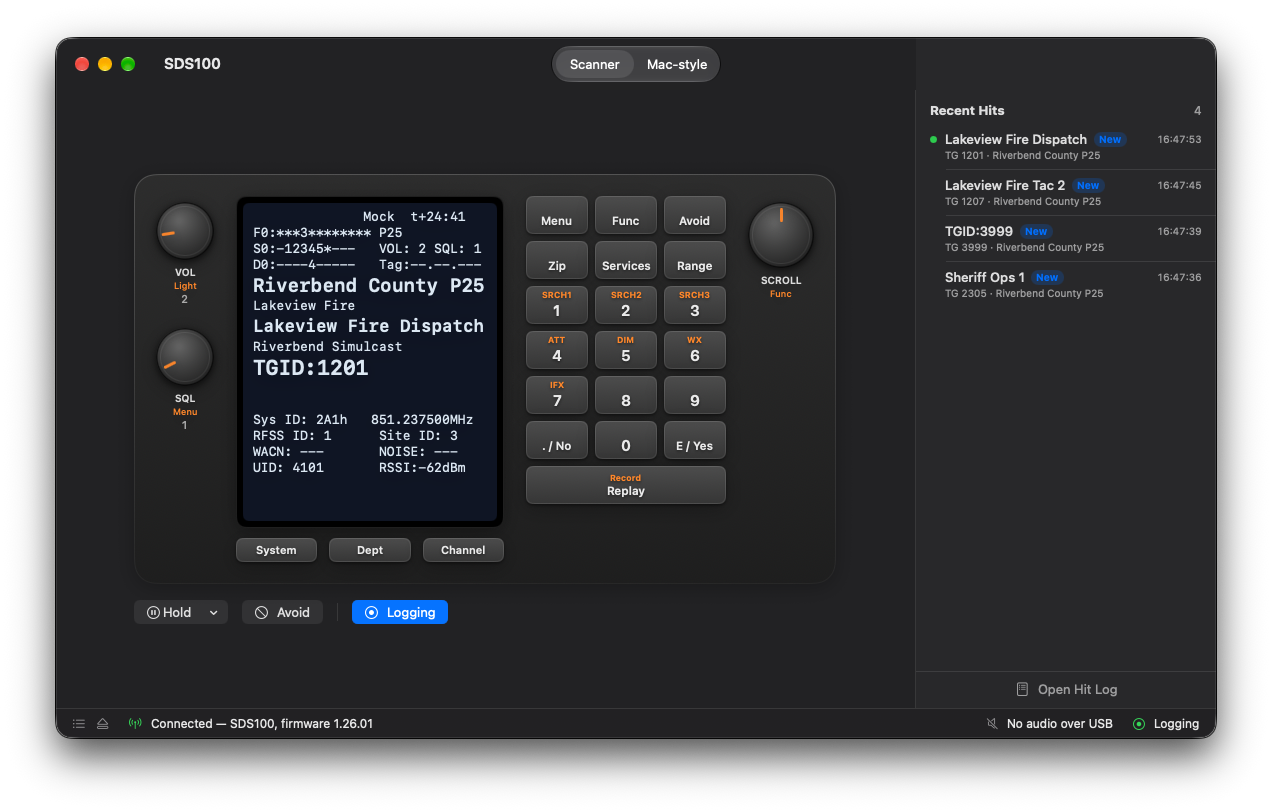 SDS100
Scanner
Mac-style
Recent Hits 4
Lakeview Fire Dispatch New 16:47:53
TG 1201 · Riverbend County P25
Lakeview Fire Tac 2 New 16:47:45
TG 1207 · Riverbend County P25
TGID:3999 New 16:47:39
TG 3999 · Riverbend County P25
Sheriff Ops 1 New 16:47:36
TG 2305 · Riverbend County P25
Open Hit Log
VOL
Light
2
SQL
Menu
1
Mock t+24:41
F0:***3******** P25
S0:-12345*--- VOL: 2 SQL: 1
D0:----4----- Tag:--.--.---
Riverbend County P25
Lakeview Fire
Lakeview Fire Dispatch
Riverbend Simulcast
TGID:1201
Sys ID: 2A1h 851.237500MHz
RFSS ID: 1 Site ID: 3
WACN: --- NOISE: ---
UID: 4101 RSSI:-62dBm
System Dept Channel
Menu Func Avoid
Zip Services Range
SRCH1 SRCH2 SRCH3
1 2 3
ATT DIM WX
4 5 6
IFX
7 8 9
. / No 0 E / Yes
Record
Replay
SCROLL
Func
Hold Avoid Logging
Connected — SDS100, firmware 1.26.01
No audio over USB Logging